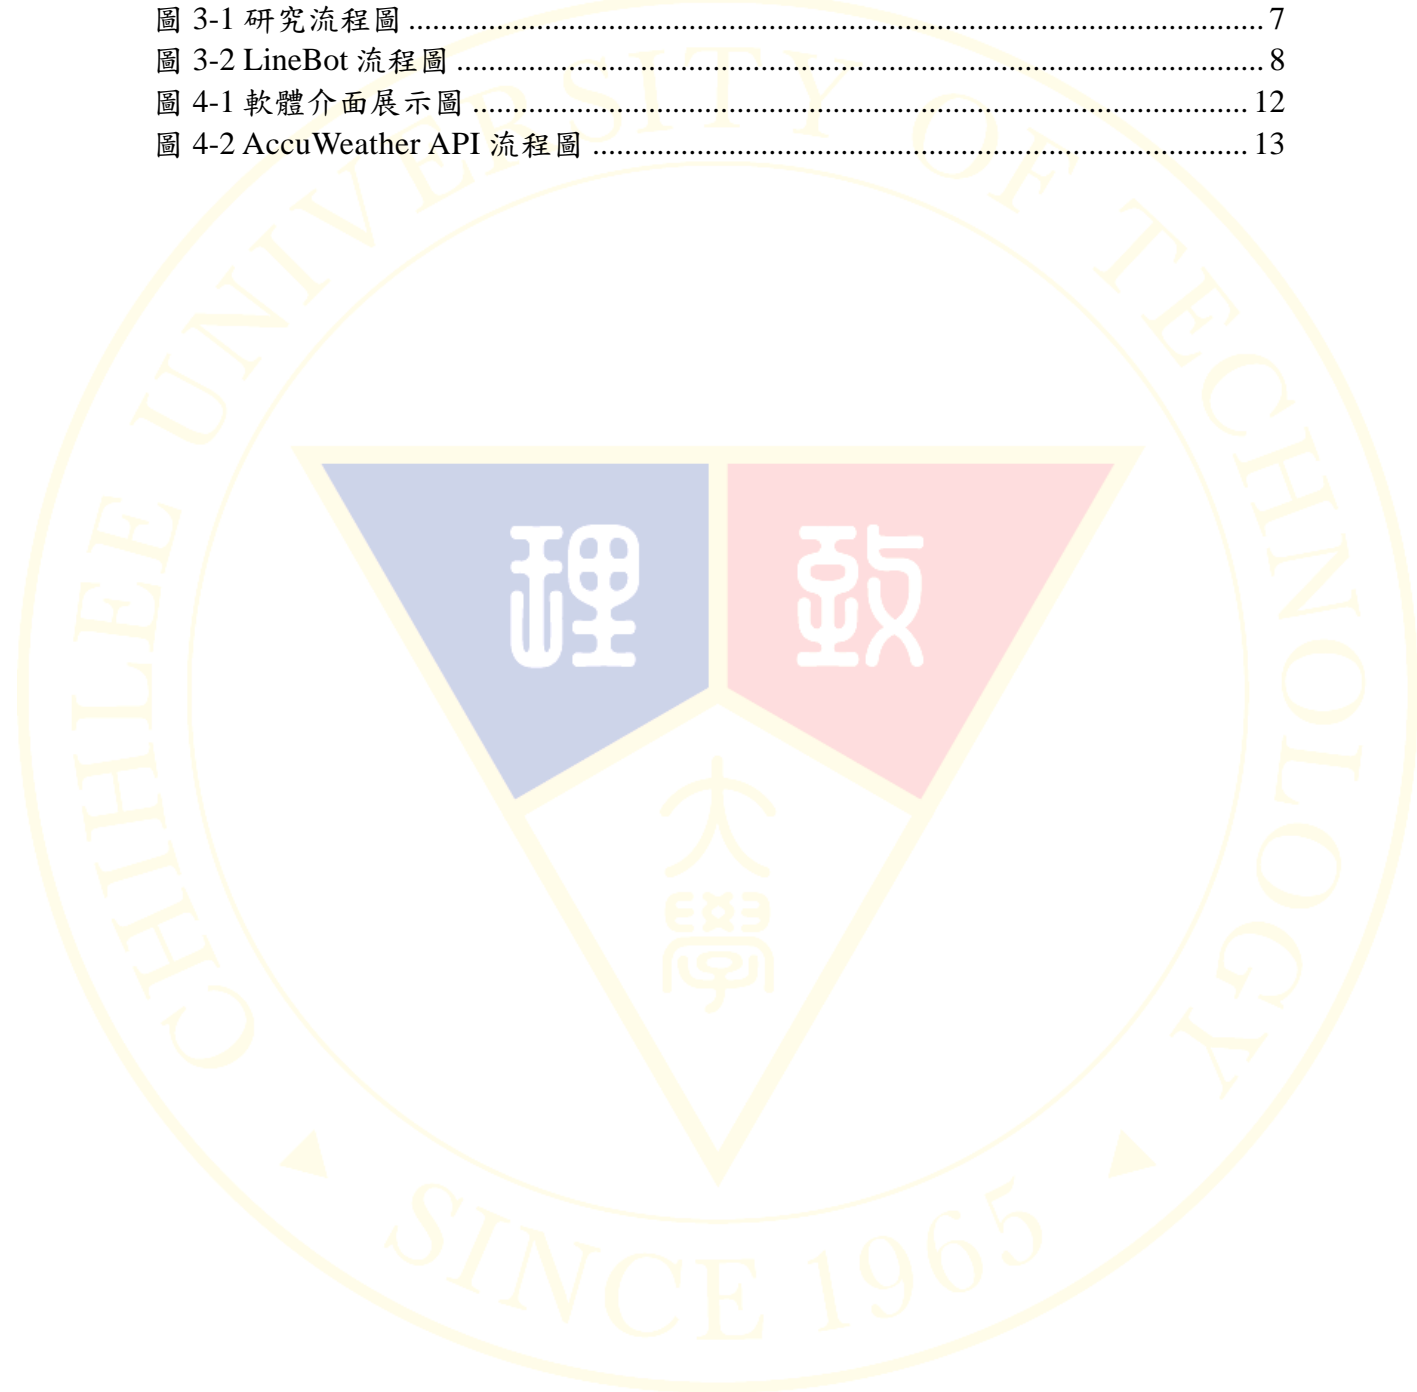 圖 3-1 研究流程圖 ........................................................ 7
圖 3-2 LineBot 流程圖 ........................................................ 8
圖 4-1 軟體介面展示圖 ........................................................ 12
圖 4-2 AccuWeather API 流程圖 ........................................................ 13
CHIHLEE UNIVERSITY OF TECHNOLOGY
理 致
大
學
SINCE 1965